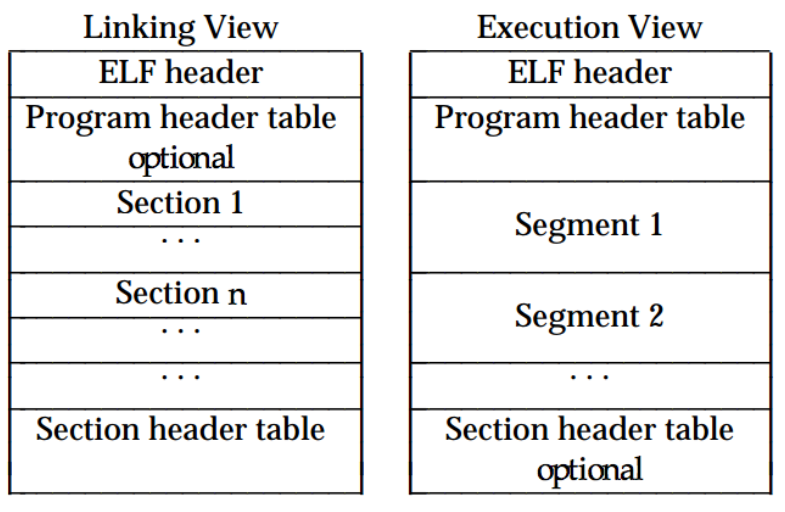 Linking View
ELF header
Program header table
optional
Section 1
. . .
Section n
. . .
. . .
Section header table
Execution View
ELF header
Program header table
Segment 1
Segment 2
. . .
Section header table
optional